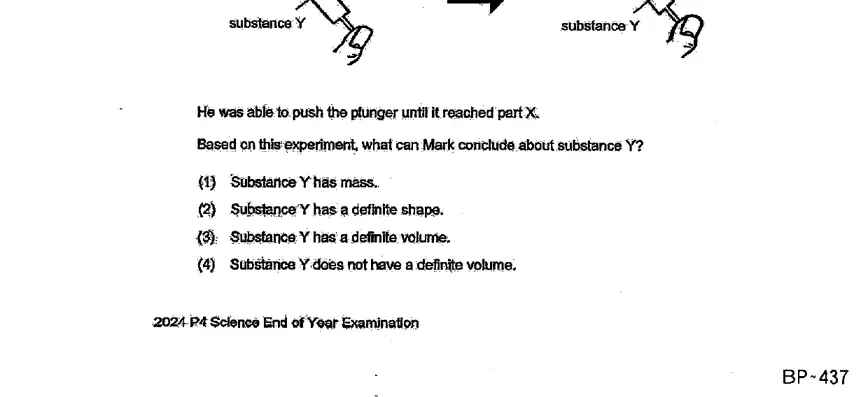 substance Y
substance Y
He was able to push the plunger until it reached part X.
Based on this experiment, what can Mark conclude about substance Y?
(1) Substance Y has mass.
(2) Substance Y has a definite shape.
(3) Substance Y has a definite volume.
(4) Substance Y does not have a definite volume.
2024 P4 Science End of Year Examination
BP-437